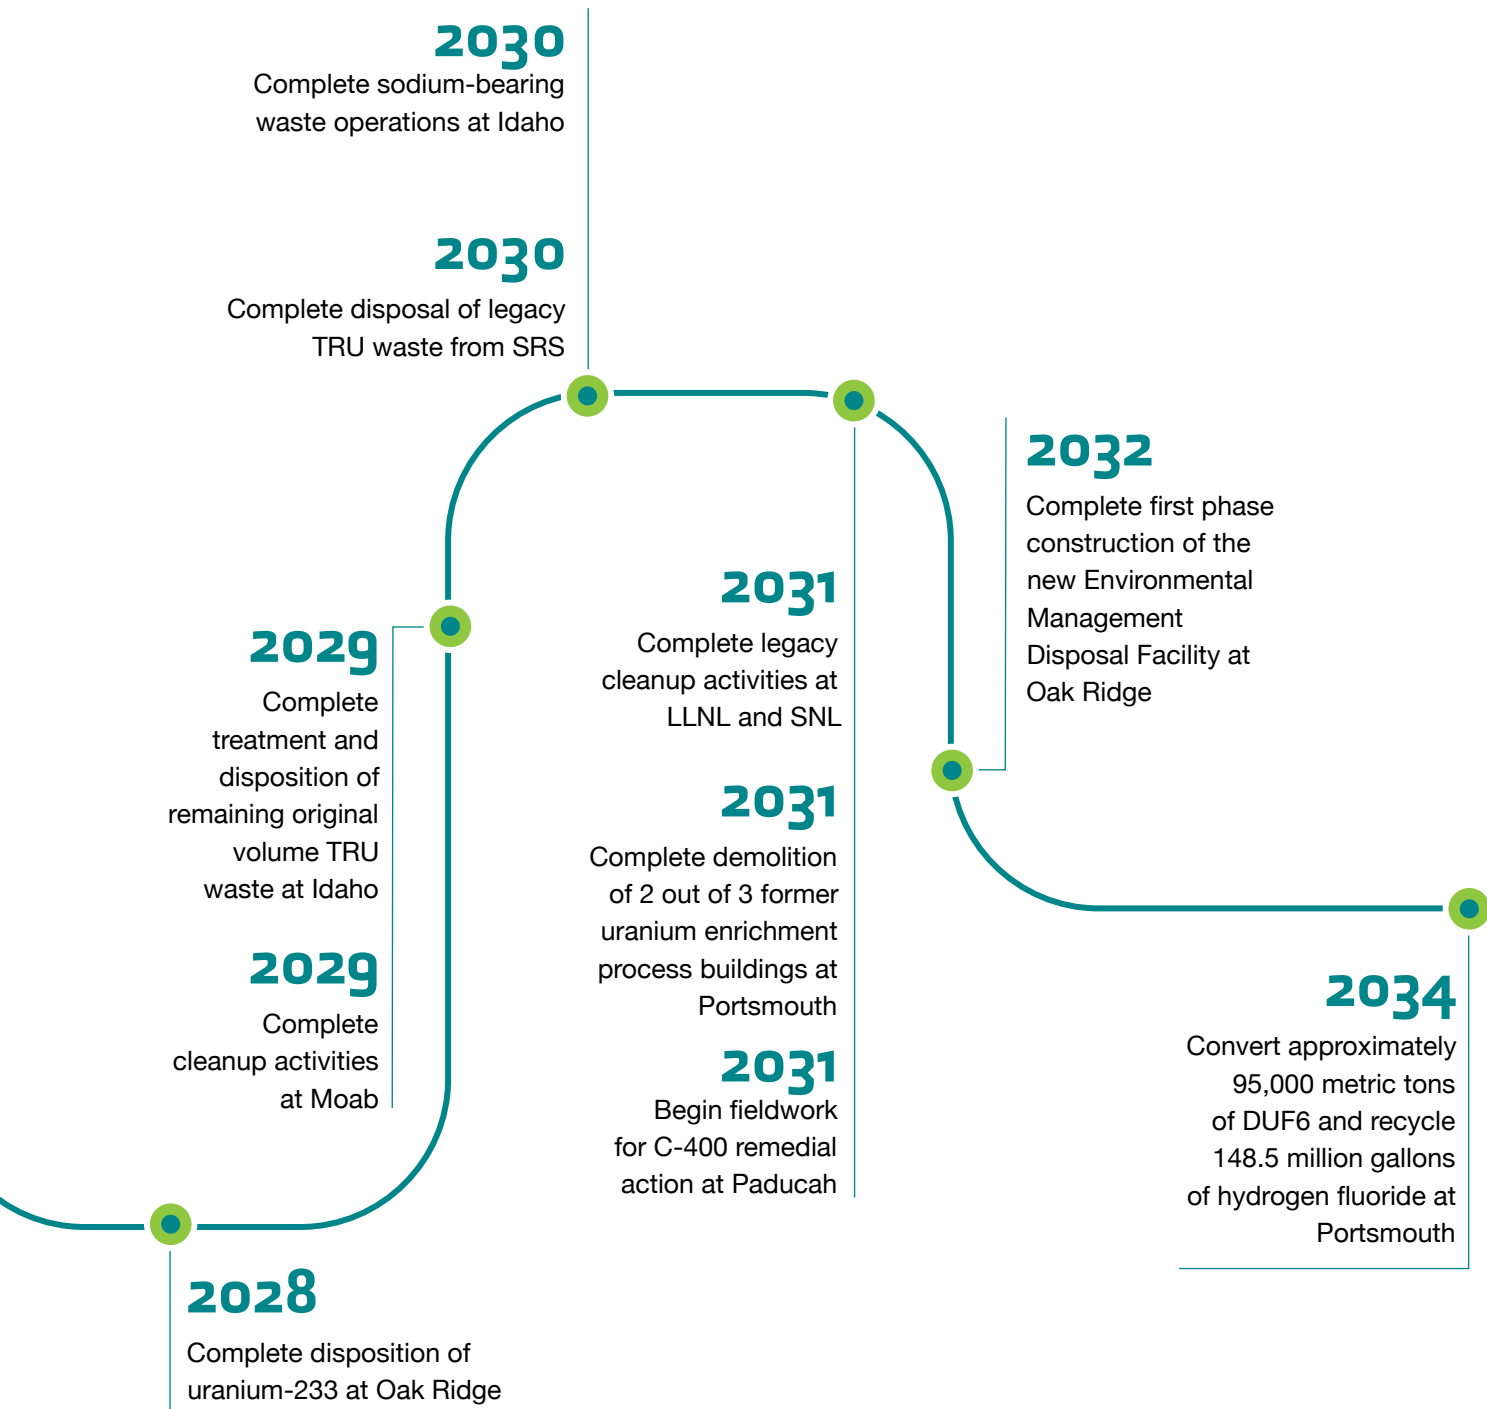 2030
Complete sodium-bearing
waste operations at Idaho
2030
Complete disposal of legacy
TRU waste from SRS
2029
Complete
treatment and
disposition of
remaining original
volume TRU
waste at Idaho
2029
Complete
cleanup activities
at Moab
2028
Complete disposition of
uranium-233 at Oak Ridge
2031
Complete legacy
cleanup activities at
LLNL and SNL
2031
Complete demolition
of 2 out of 3 former
uranium enrichment
process buildings at
Portsmouth
2031
Begin fieldwork
for C-400 remedial
action at Paducah
2032
Complete first phase
construction of the
new Environmental
Management
Disposal Facility at
Oak Ridge
2034
Convert approximately
95,000 metric tons
of DUF6 and recycle
148.5 million gallons
of hydrogen fluoride at
Portsmouth